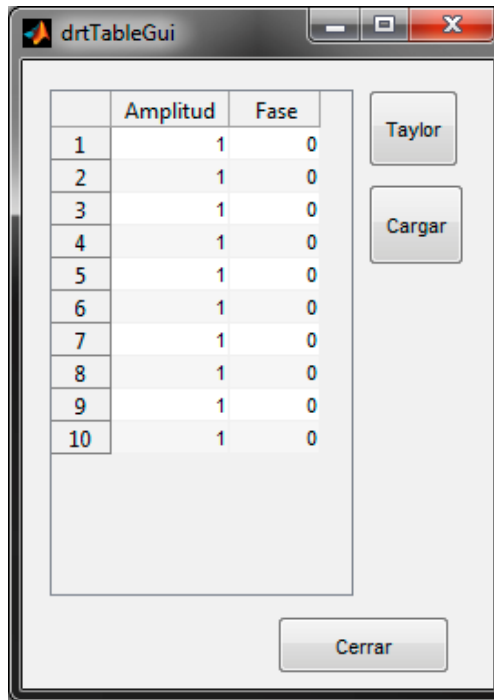 drtTableGui
Amplitud Fase
1 1 0
2 1 0
3 1 0
4 1 0
5 1 0
6 1 0
7 1 0
8 1 0
9 1 0
10 1 0
Taylor
Cargar
Cerrar